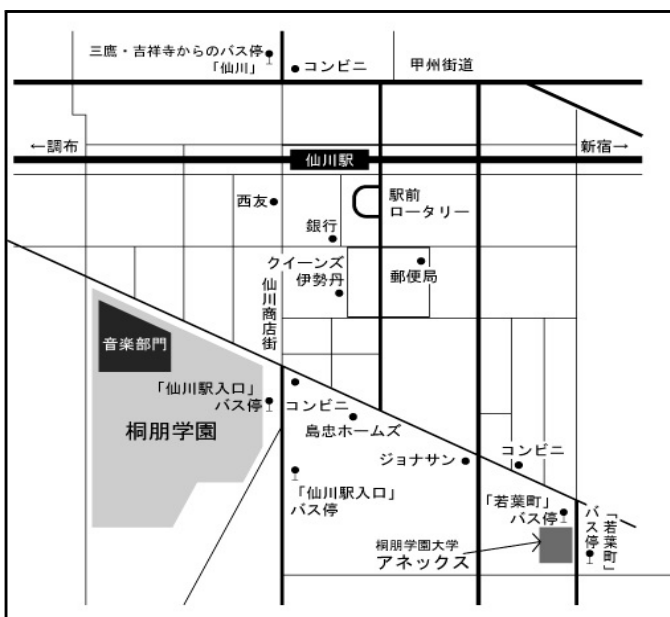 三鷹・吉祥寺からのバス停
「仙川」
コンビニ
甲州街道
←調布
仙川駅
新宿→
西友
駅前
ロータリー
銀行
クイーンズ
伊勢丹
郵便局
仙川商店街
音楽部門
「仙川駅入口」
バス停
コンビニ
桐朋学園
島忠ホームズ
ジョナサン
コンビニ
「仙川駅入口」
バス停
「若葉町」
バス停
「若葉町」
バス停
桐朋学園大学
アネックス